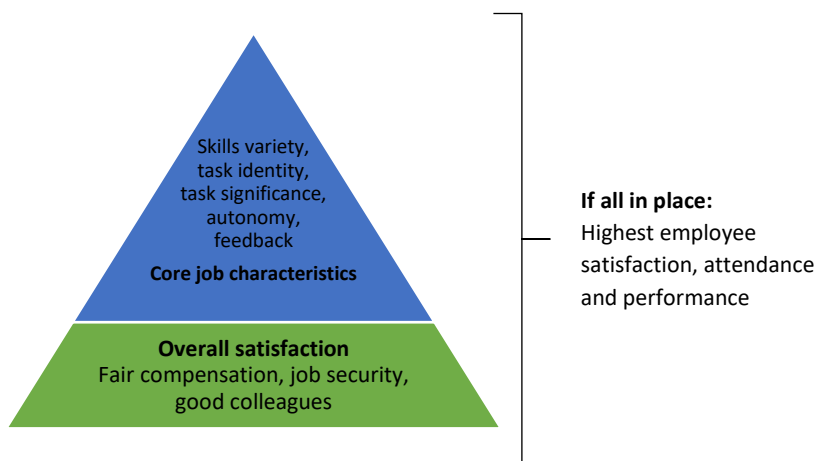 Skills variety,
task identity,
task significance,
autonomy,
feedback
Core job characteristics
Overall satisfaction
Fair compensation, job security,
good colleagues
If all in place:
Highest employee
satisfaction, attendance
and performance